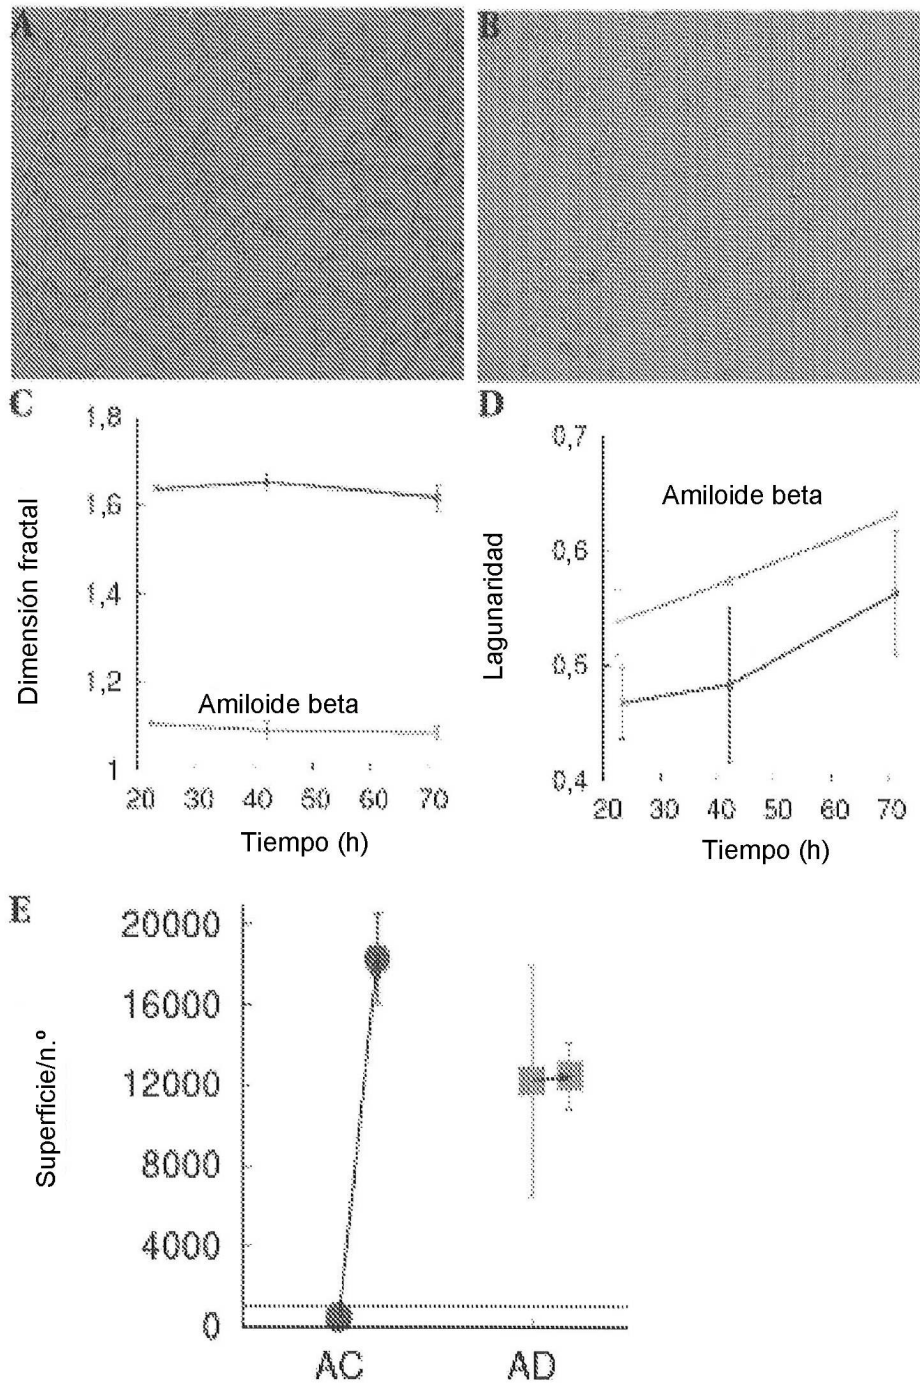 A
B
C
1,8
1,6
1,4
1,2
1
Dimensión fractal
Amiloide beta
20 30 40 50 60 70
Tiempo (h)
D
0,7
0,6
0,5
0,4
Lagunaridad
Amiloide beta
20 30 40 50 60 70
Tiempo (h)
E
20000
16000
12000
8000
4000
0
Superficie/n.º
AC AD